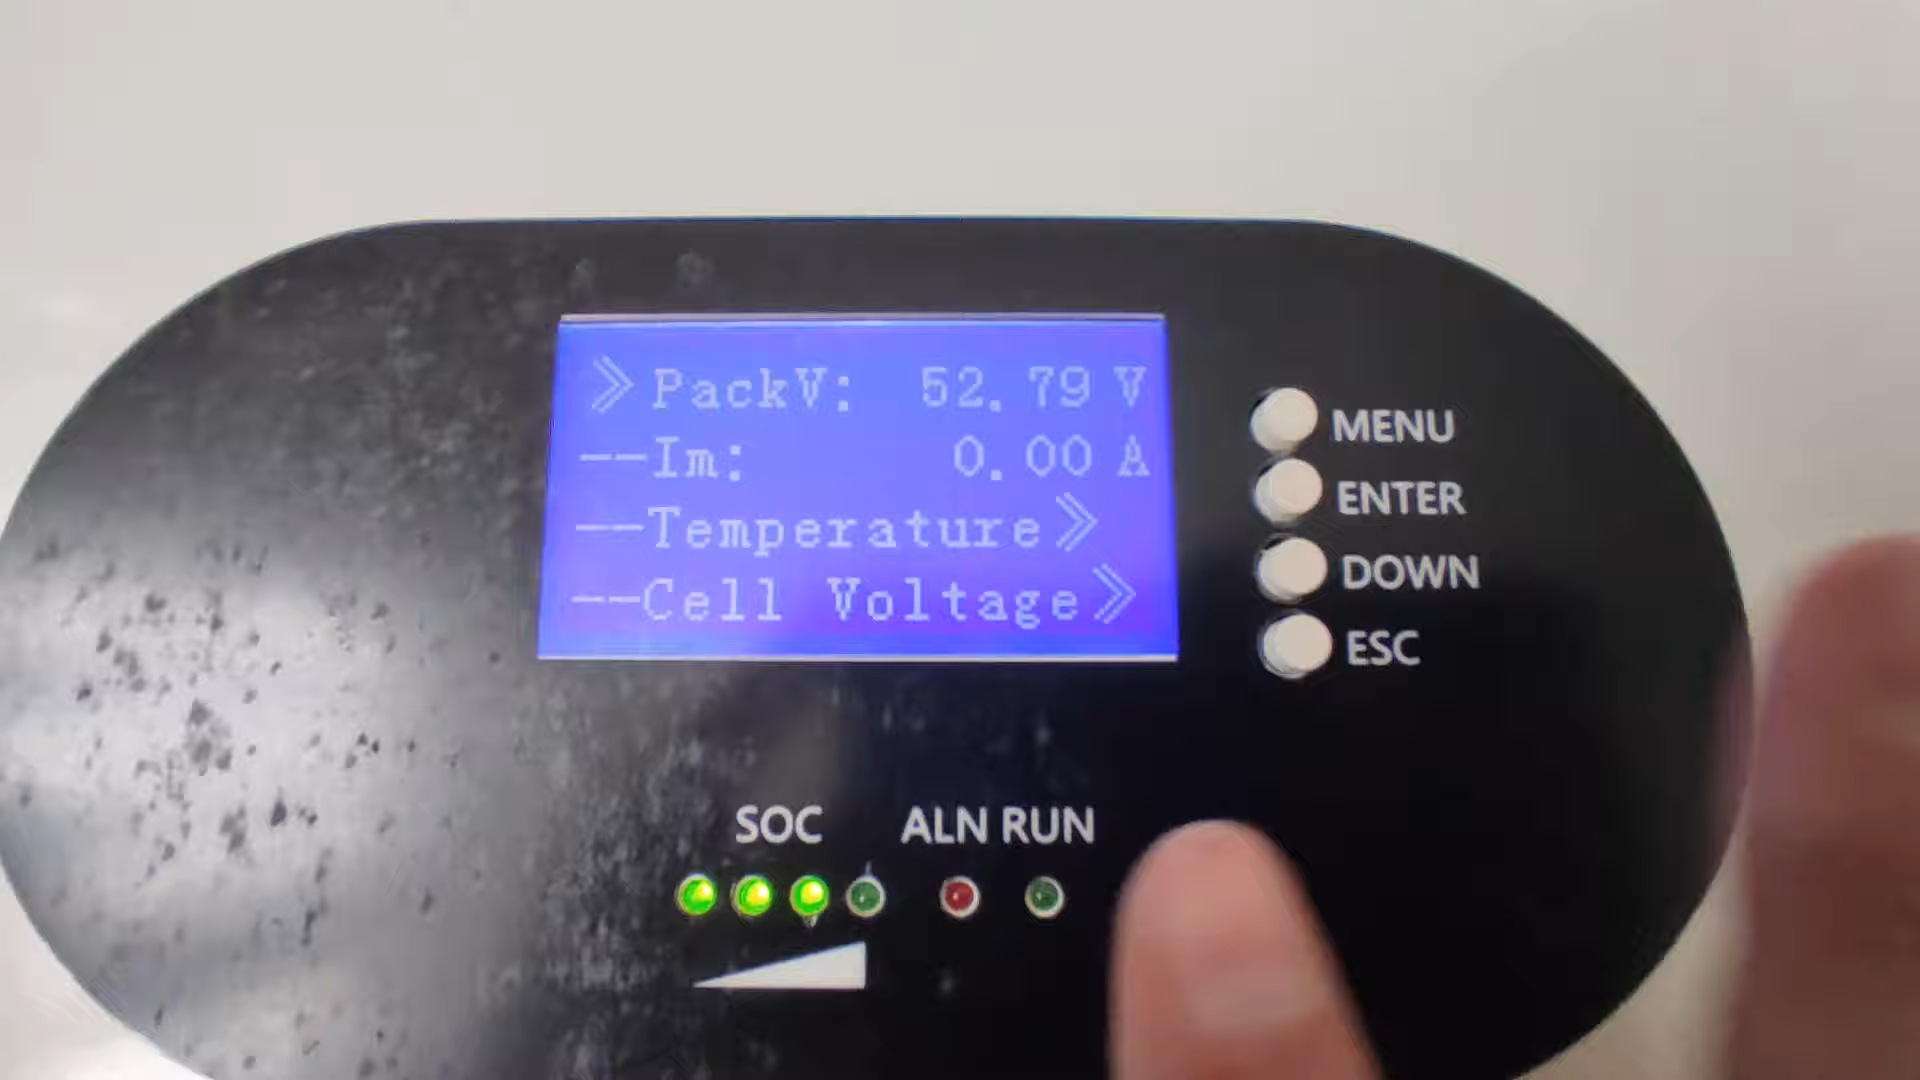 ≫PackV: 52.79 V
--Im: 0.00 A
--Temperature≫
--Cell Voltage≫
MENU
ENTER
DOWN
ESC
SOC ALN RUN